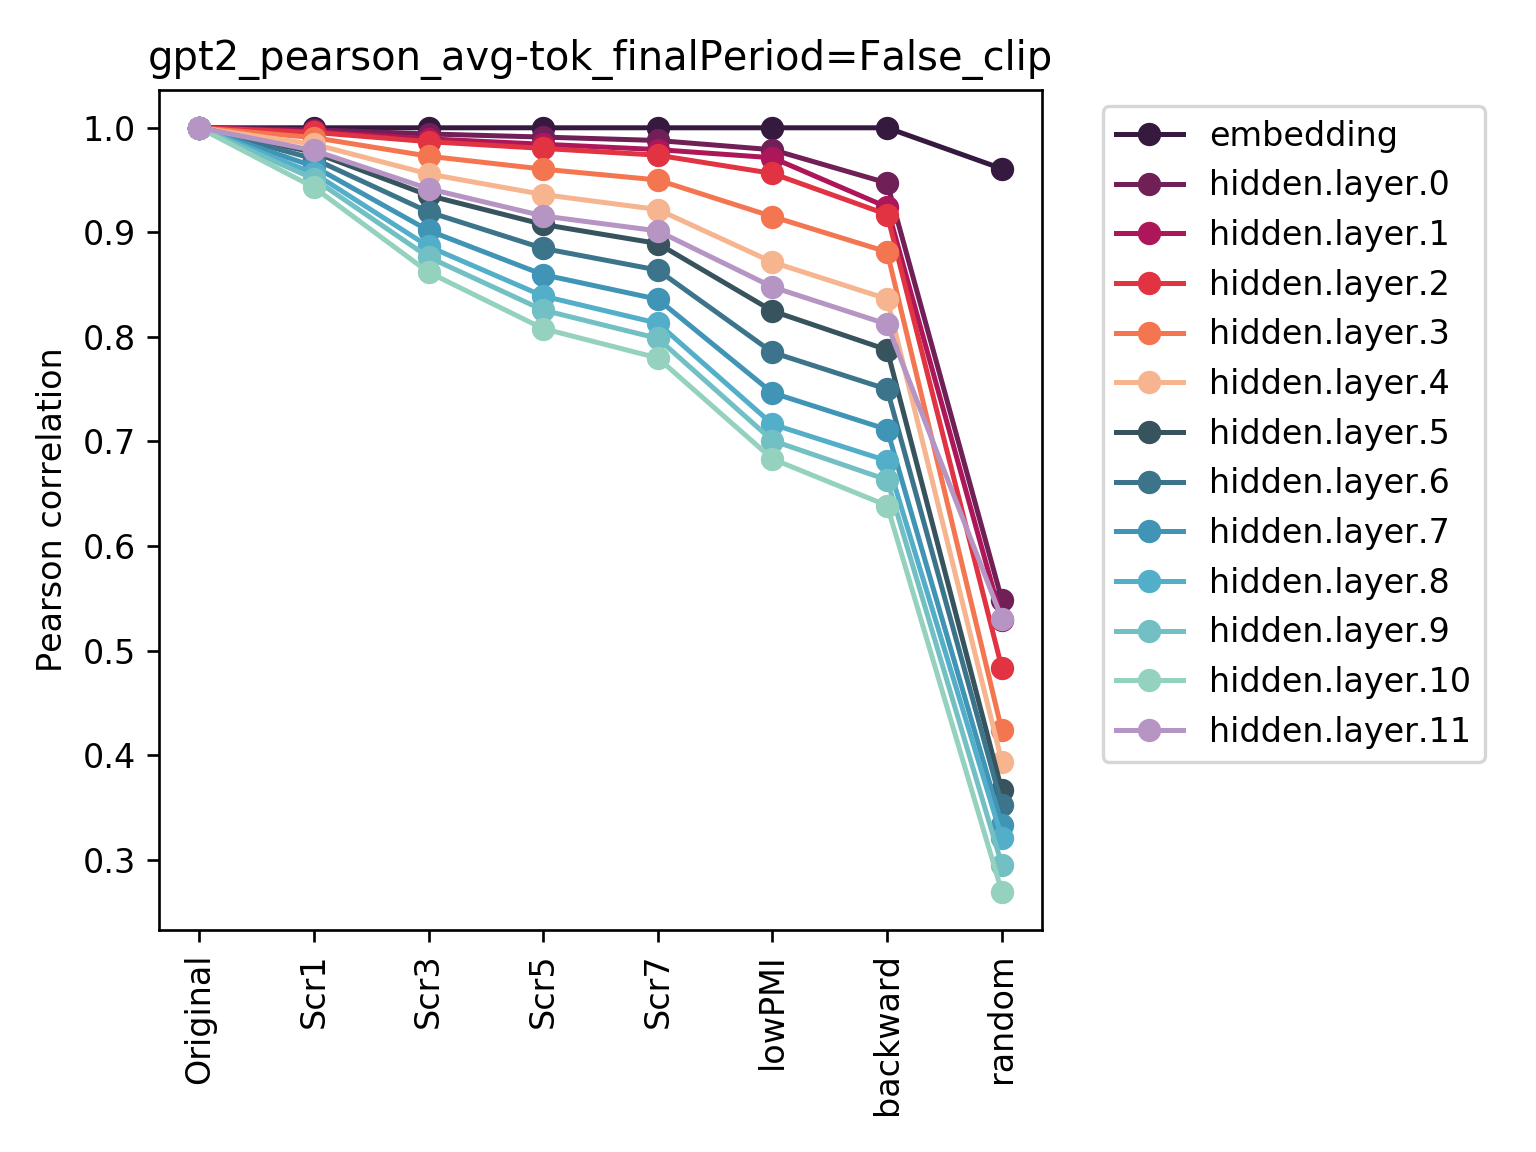 gpt2_pearson_avg-tok_finalPeriod=False_clip
Pearson correlation
1.0
0.9
0.8
0.7
0.6
0.5
0.4
0.3
Original
Scr1
Scr3
Scr5
Scr7
lowPMI
backward
random
embedding
hidden.layer.0
hidden.layer.1
hidden.layer.2
hidden.layer.3
hidden.layer.4
hidden.layer.5
hidden.layer.6
hidden.layer.7
hidden.layer.8
hidden.layer.9
hidden.layer.10
hidden.layer.11